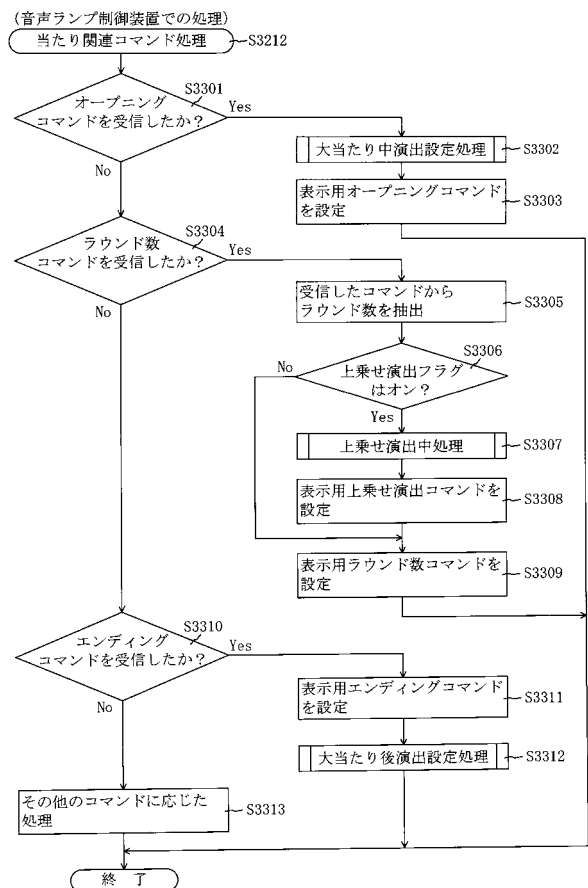 (音声ランプ制御装置での処理)
当たり関連コマンド処理
S3212
S3301
オープニング
コマンドを受信したか?
Yes
No
大当たり中演出設定処理
S3302
表示用オープニングコマンド
を設定
S3303
S3304
ラウンド数
コマンドを受信したか?
Yes
No
受信したコマンドから
ラウンド数を抽出
S3305
S3306
上乗せ演出フラグ
はオン?
No
Yes
上乗せ演出中処理
S3307
表示用上乗せ演出コマンドを
設定
S3308
表示用ラウンド数コマンドを
設定
S3309
S3310
エンディング
コマンドを受信したか?
Yes
No
表示用エンディングコマンド
を設定
S3311
大当たり後演出設定処理
S3312
その他のコマンドに応じた
処理
S3313
終 了